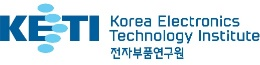 KETI Korea Electronics
Technology Institute
전자부품연구원